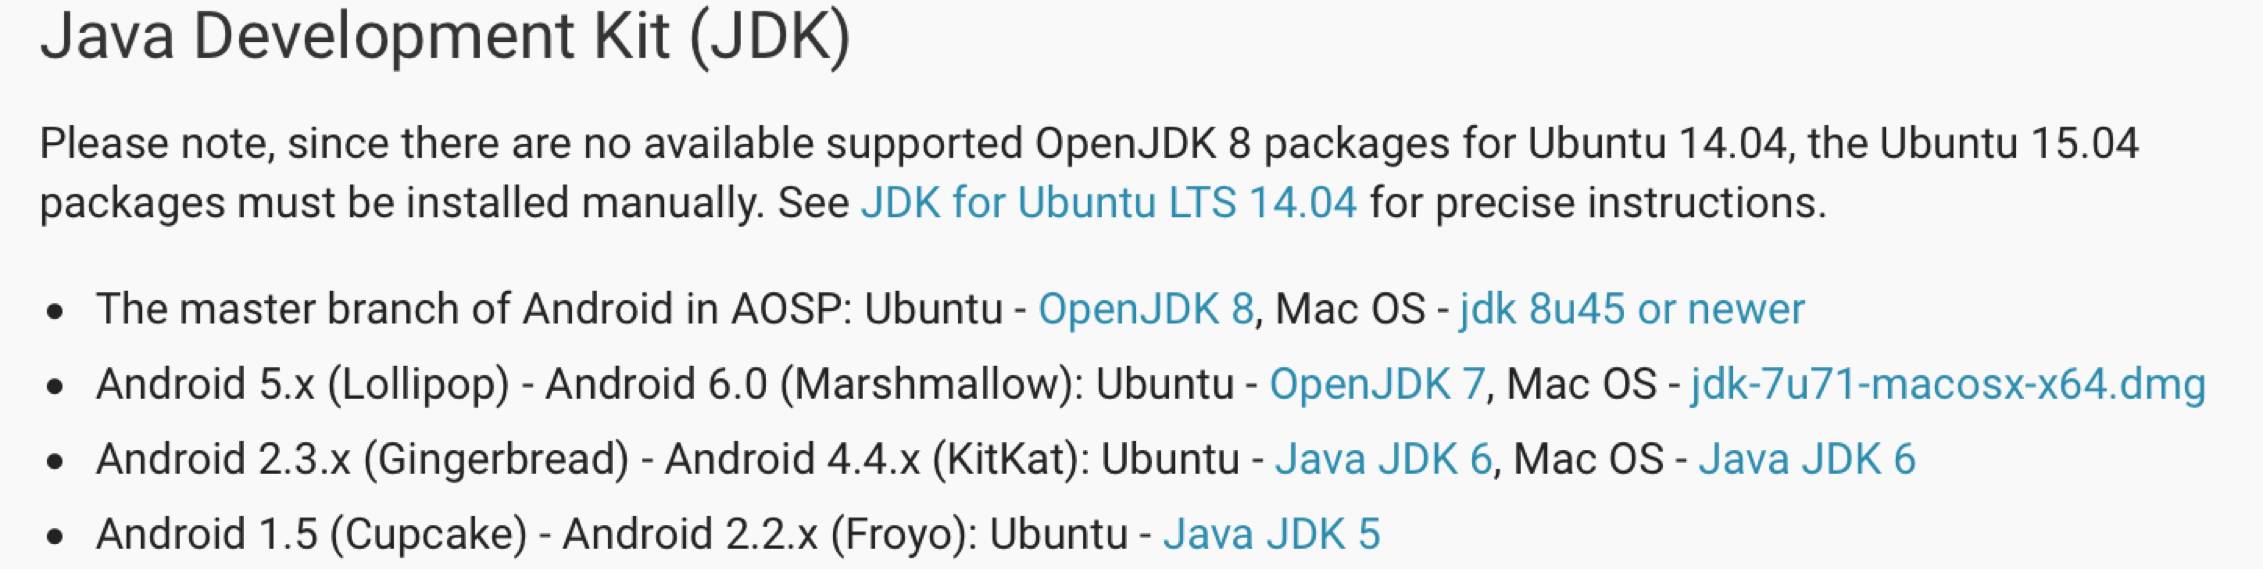 Java Development Kit (JDK)
Please note, since there are no available supported OpenJDK 8 packages for Ubuntu 14.04, the Ubuntu 15.04
packages must be installed manually. See JDK for Ubuntu LTS 14.04 for precise instructions.
• The master branch of Android in AOSP: Ubuntu - OpenJDK 8, Mac OS - jdk 8u45 or newer
• Android 5.x (Lollipop) - Android 6.0 (Marshmallow): Ubuntu - OpenJDK 7, Mac OS - jdk-7u71-macosx-x64.dmg
• Android 2.3.x (Gingerbread) - Android 4.4.x (KitKat): Ubuntu - Java JDK 6, Mac OS - Java JDK 6
• Android 1.5 (Cupcake) - Android 2.2.x (Froyo): Ubuntu - Java JDK 5